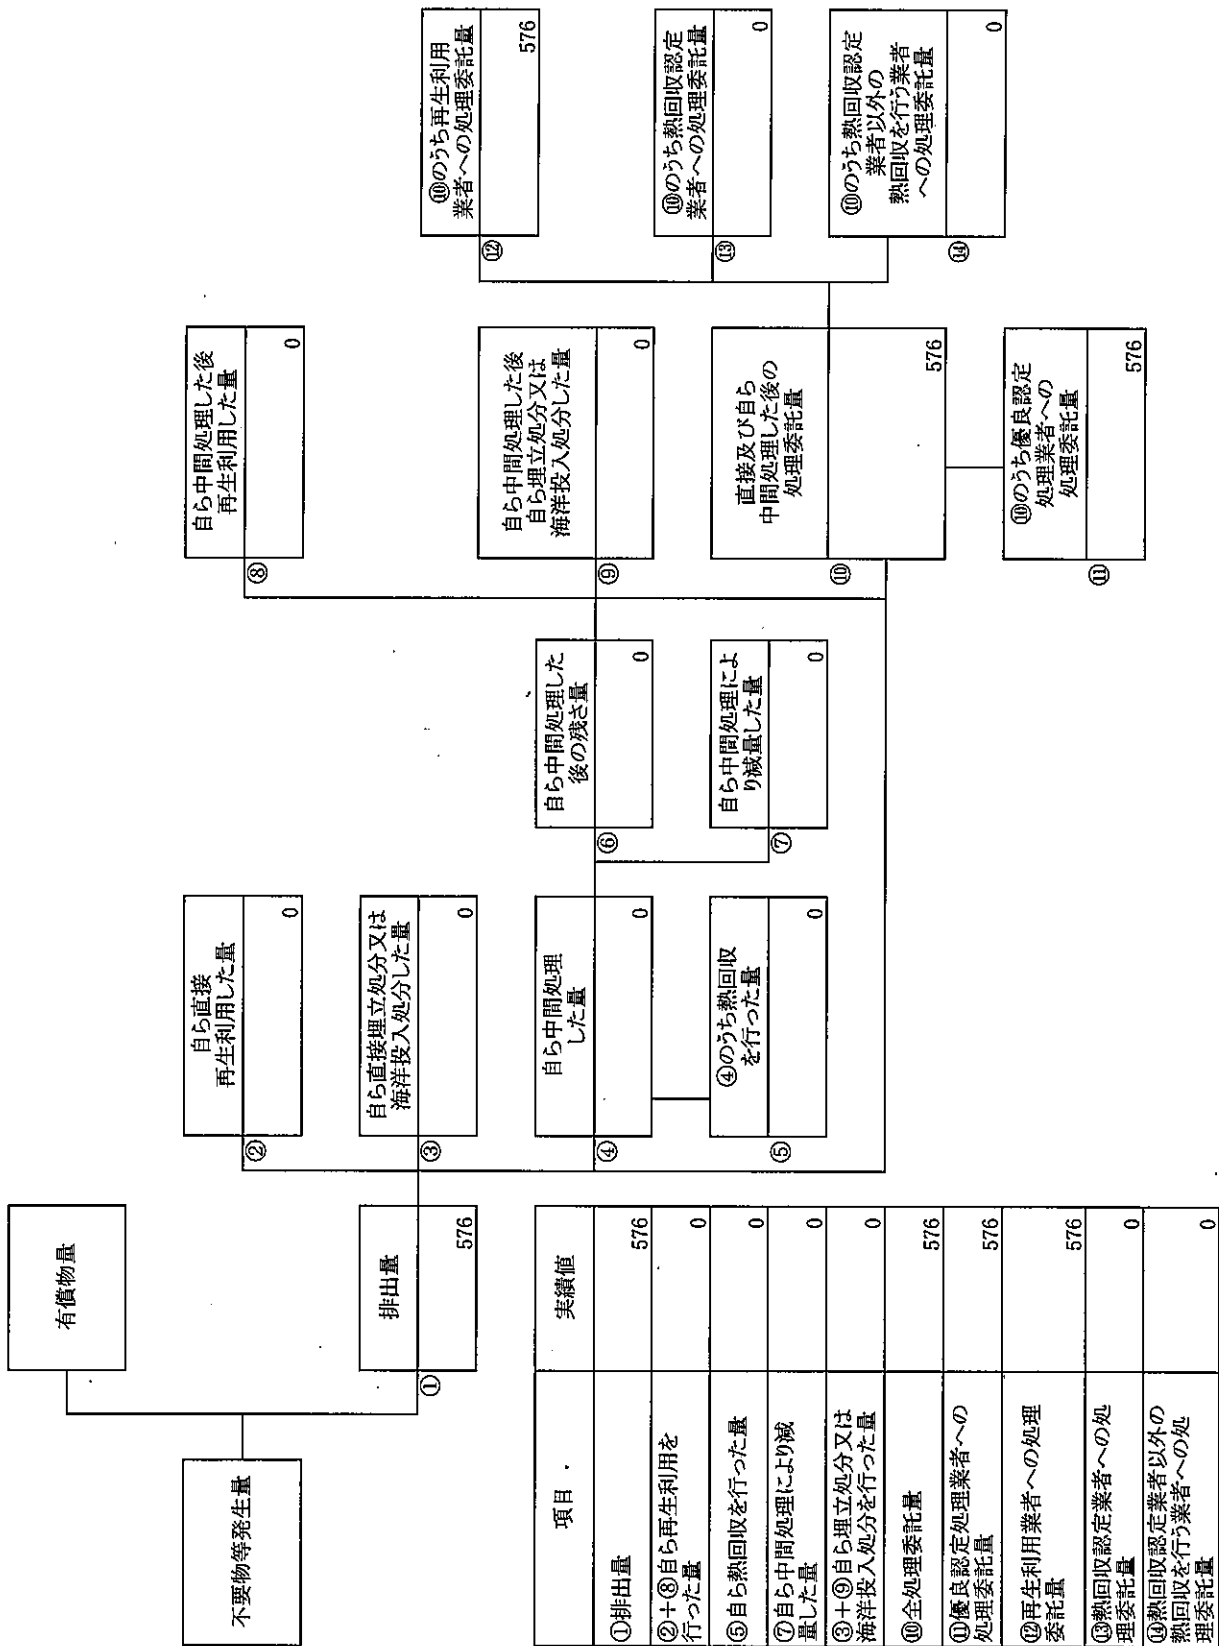 不要物等発生量
有償物量
排出量
①
576
自ら直接
再生利用した量
②
0
自ら直接埋立処分又は
海洋投入処分した量
③
0
自ら中間処理
した量
④
0
④のうち熱回収
を行った量
⑤
0
自ら中間処理した
後の残さ量
⑥
0
自ら中間処理によ
り減量した量
⑦
0
自ら中間処理した後
再生利用した量
⑧
0
自ら中間処理した後
自ら埋立処分又は
海洋投入処分した量
⑨
0
直接及び自ら
中間処理した後の
処理委託量
⑩
576
⑩のうち優良認定
処理業者への
処理委託量
⑪
576
⑩のうち再生利用
業者への処理委託量
⑫
576
⑩のうち熱回収認定
業者への処理委託量
⑬
0
⑩のうち熱回収認定
業者以外の
熱回収を行う業者
への処理委託量
⑭
0
項目 実績値
①排出量 576
②+⑧自ら再生利用を
行った量 0
⑤自ら熱回収を行った量 0
⑦自ら中間処理により減
量した量 0
③+⑨自ら埋立処分又は
海洋投入処分を行った量 0
⑩全処理委託量 576
⑪優良認定処理業者への
処理委託量 576
⑫再生利用業者への処理
委託量 576
⑬熱回収認定業者への処
理委託量 0
⑭熱回収認定業者以外の
熱回収を行う業者への処
理委託量 0